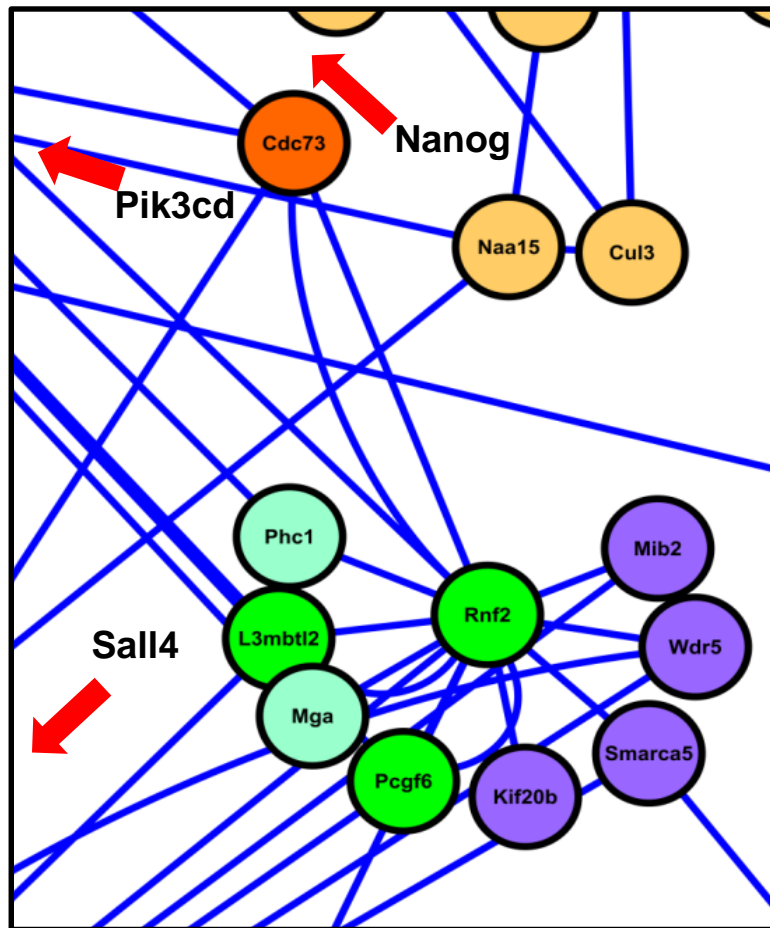 Cdc73
Nanog
Pik3cd
Naa15
Cul3
Phc1
Mib2
Rnf2
L3mbtl2
Wdr5
Sall4
Mga
Smarca5
Pcgf6
Kif20b